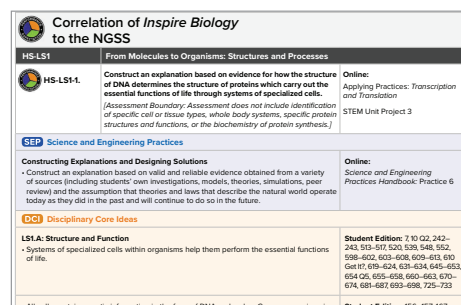 Correlation of Inspire Biology
to the NGSS
HS-LS1
From Molecules to Organisms: Structures and Processes
HS-LS1-1.
Construct an explanation based on evidence for how the structure
of DNA determines the structure of proteins which carry out the
essential functions of life through systems of specialized cells.
[Assessment Boundary: Assessment does not include identification
of specific cell or tissue types, whole body systems, specific protein
structures and functions, or the biochemistry of protein synthesis.]
Online:
Applying Practices: Transcription
and Translation
STEM Unit Project 3
SEP Science and Engineering Practices
Constructing Explanations and Designing Solutions
• Construct an explanation based on valid and reliable evidence obtained from a variety
of sources (including students' own investigations, models, theories, simulations, peer
review) and the assumption that theories and laws that describe the natural world operate
today as they did in the past and will continue to do so in the future.
Online:
Science and Engineering
Practices Handbook: Practice 6
DCI Disciplinary Core Ideas
LS1.A: Structure and Function
• Systems of specialized cells within organisms help them perform the essential functions
of life.
Student Edition: 7, 10 Q2, 242–
243, 513–517, 520, 539, 548, 552,
598–602, 603–608, 609–613, 610
Get It?, 619–624, 631–634, 645–653,
654 Q5, 655–658, 660–663, 670–
674, 681–687, 693–698, 725–733